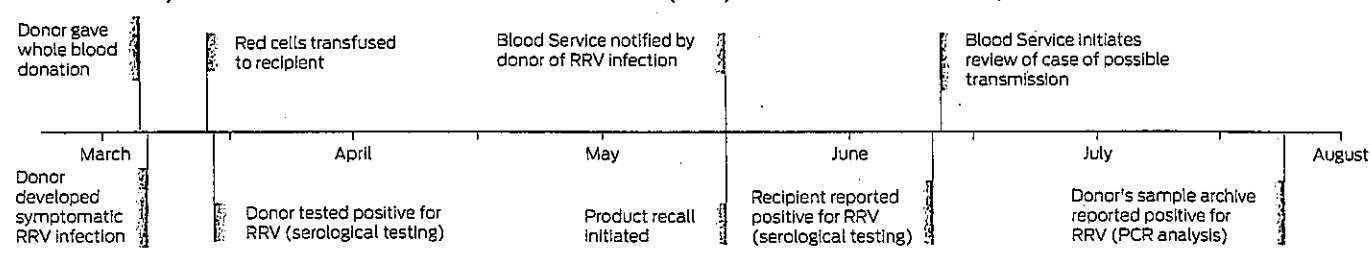 Donor gave
whole blood
donation
Red cells transfused
to recipient
Blood Service notified by
donor of RRV infection
Blood Service initiates
review of case of possible
transmission
March
April
May
June
July
August
Donor
developed
symptomatic
RRV infection
Donor tested positive for
RRV (serological testing)
Product recall
initiated
Recipient reported
positive for RRV
(serological testing)
Donor's sample archive
reported positive for
RRV (PCR analysis)